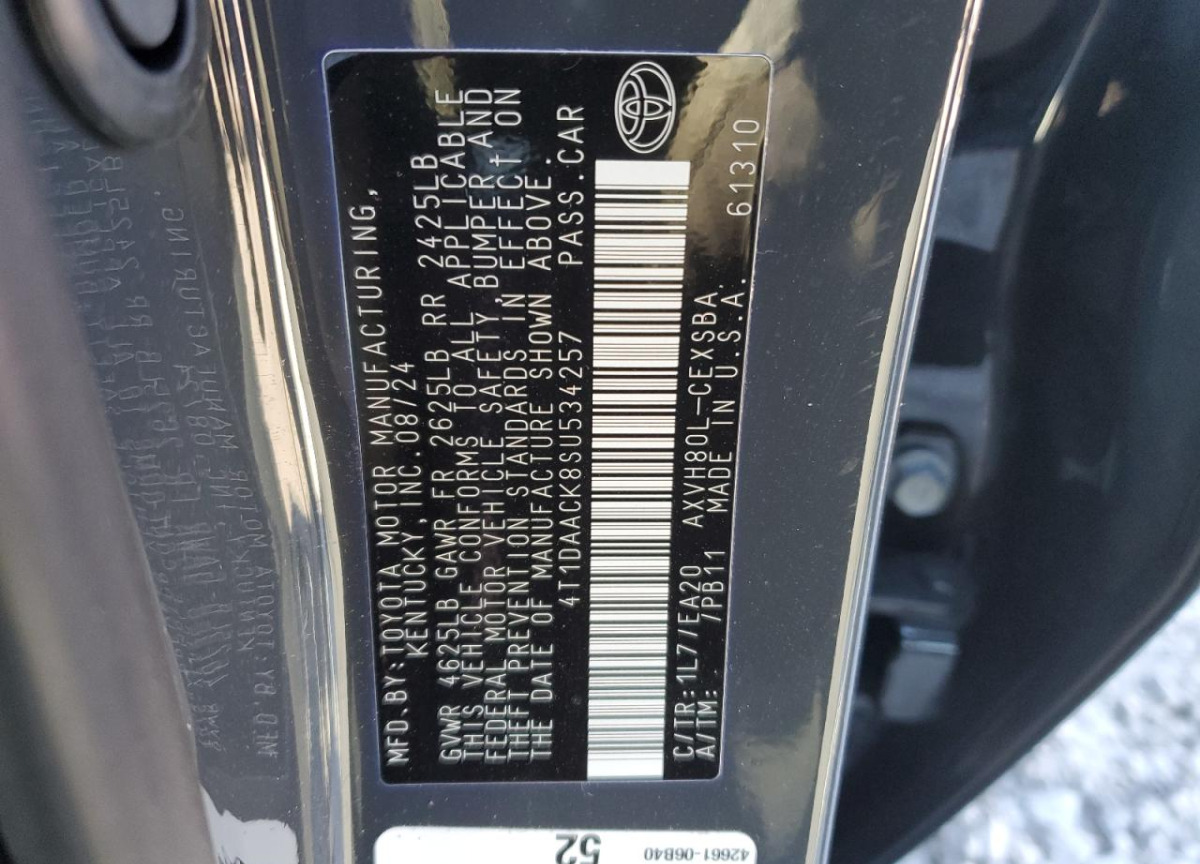 MFD.BY:TOYOTA MOTOR MANUFACTURING,
KENTUCKY,INC.08/24
GVWR 4625LB GAWR FR 2625LB RR 2425LB
THIS VEHICLE CONFORMS TO ALL APPLICABLE
FEDERAL MOTOR VEHICLE SAFETY,BUMPER AND
THEFT PREVENTION STANDARDS IN EFFECT ON
THE DATE OF MANUFACTURE SHOWN ABOVE.
4T1DAACK8SU534257 PASS.CAR
C/TR:1L7/EA20 AXVH80L-CEXSBA
A/TM: /PB11 MADE IN U.S.A. 61310
52
42661-06B40